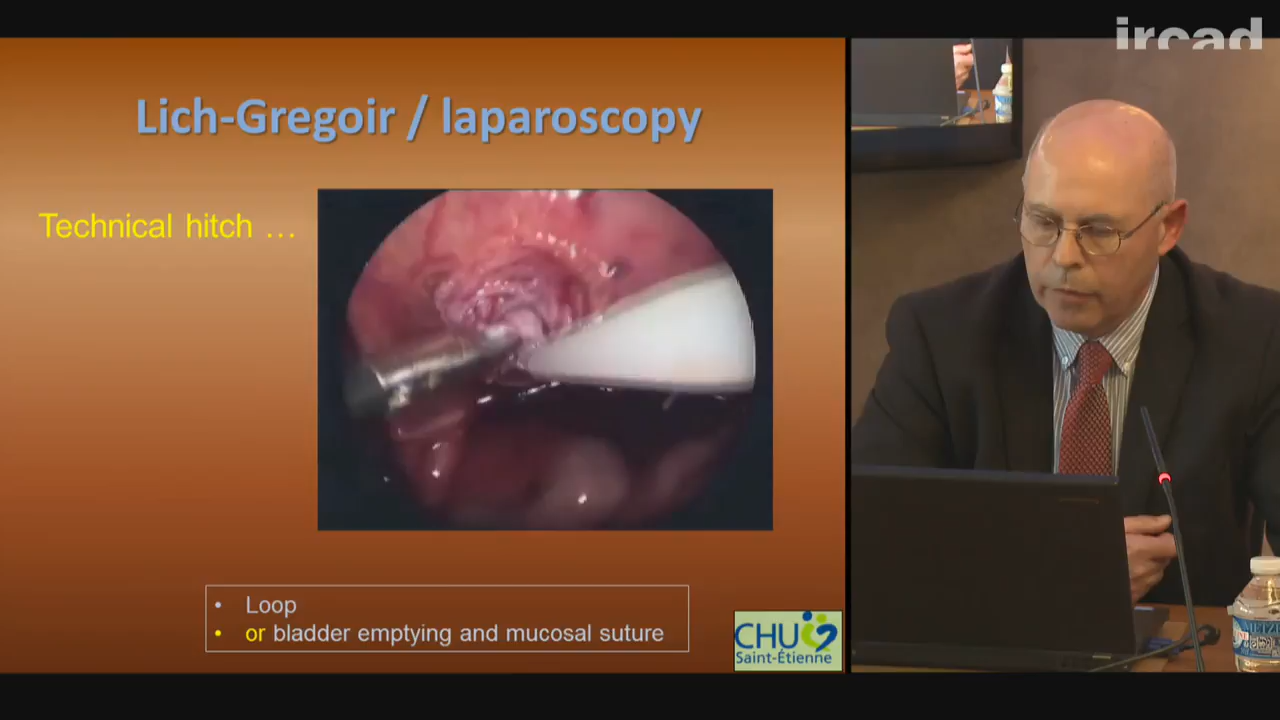 ircad
Lich-Gregoir / laparoscopy
Technical hitch …
• Loop
• or bladder emptying and mucosal suture
CHU
Saint-Étienne